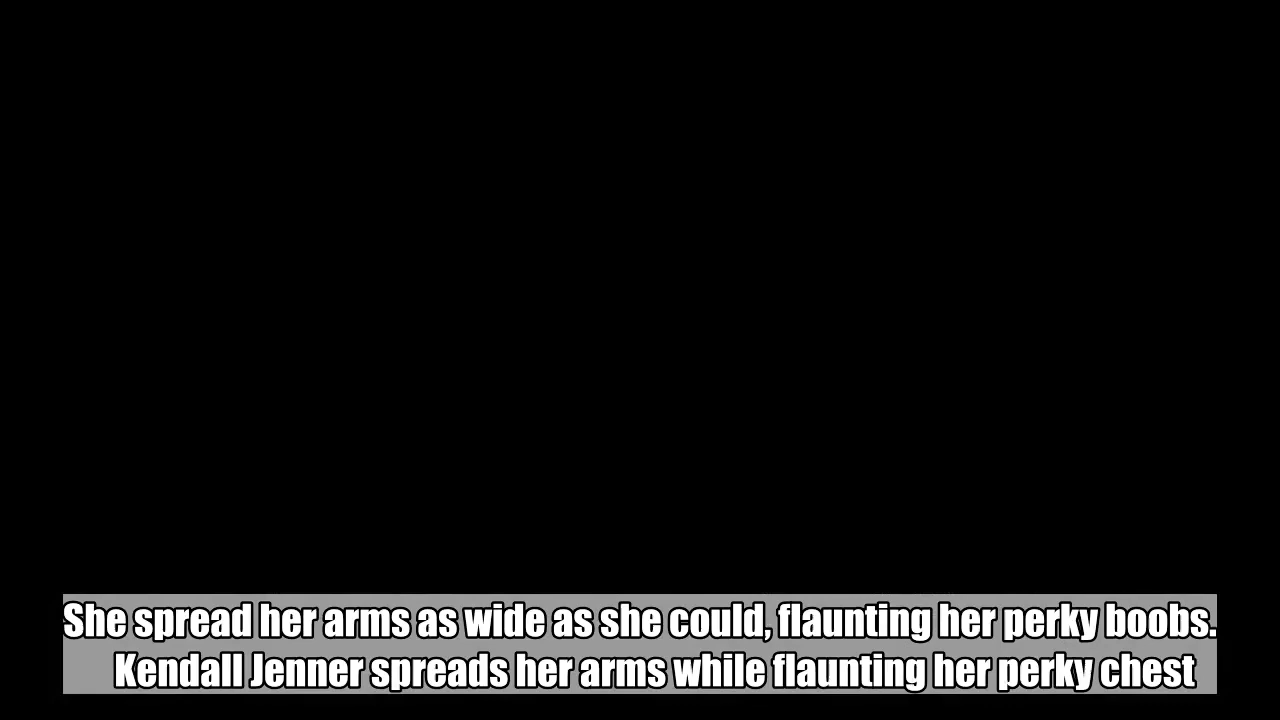 She spread her arms as wide as she could, flaunting her perky boobs.
Kendall Jenner spreads her arms while flaunting her perky chest